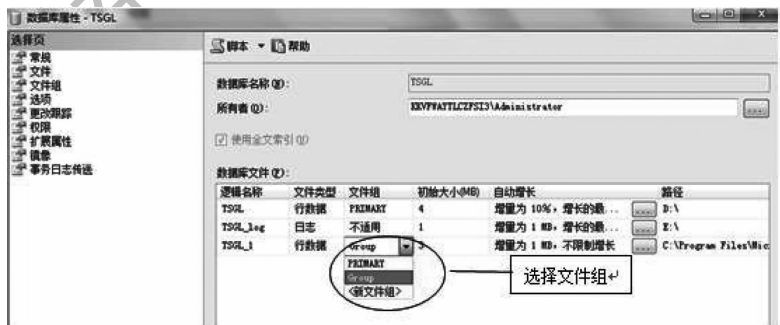 数据库属性 - TSGL
选择页
常规
文件
文件组
选项
更改跟踪
权限
扩展属性
镜像
事务日志传送
脚本 帮助
数据库名称(N): TSGL
所有者(O): \Administrator ...
使用全文索引(U)
数据库文件(F):
逻辑名称 文件类型 文件组 初始大小(MB) 自动增长 路径
TSGL 行数据 PRIMARY 4 增量为 10%，增长的最... ... D:\
TSGL_log 日志 不适用 1 增量为 1 MB，增长的最... ... E:\
TSGL_1 行数据 Group 3 增量为 1 MB，不限制增长 ... C:\Program Files\Mic
PRIMARY
Group
<新文件组>
选择文件组↵